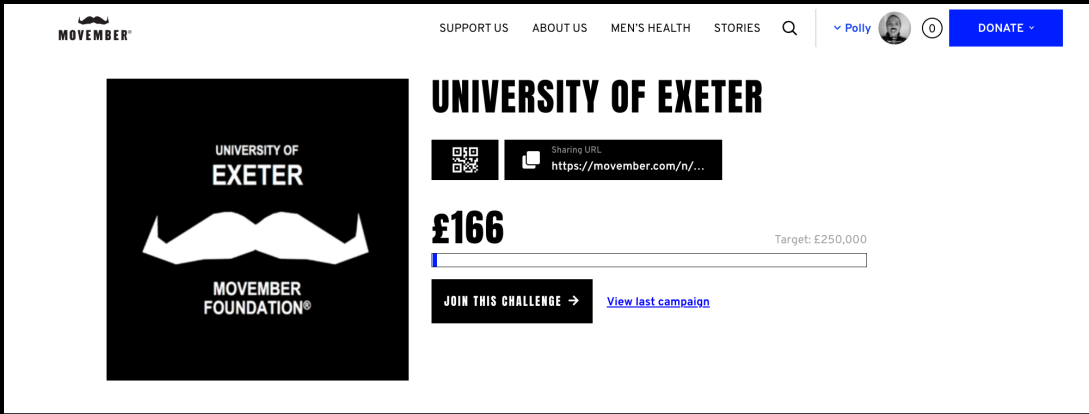 MOVEMBER®
SUPPORT US
ABOUT US
MEN'S HEALTH
STORIES
Polly
0
DONATE
UNIVERSITY OF
EXETER
MOVEMBER
FOUNDATION®
UNIVERSITY OF EXETER
Sharing URL
https://movember.com/n/...
£166
Target: £250,000
JOIN THIS CHALLENGE →
View last campaign